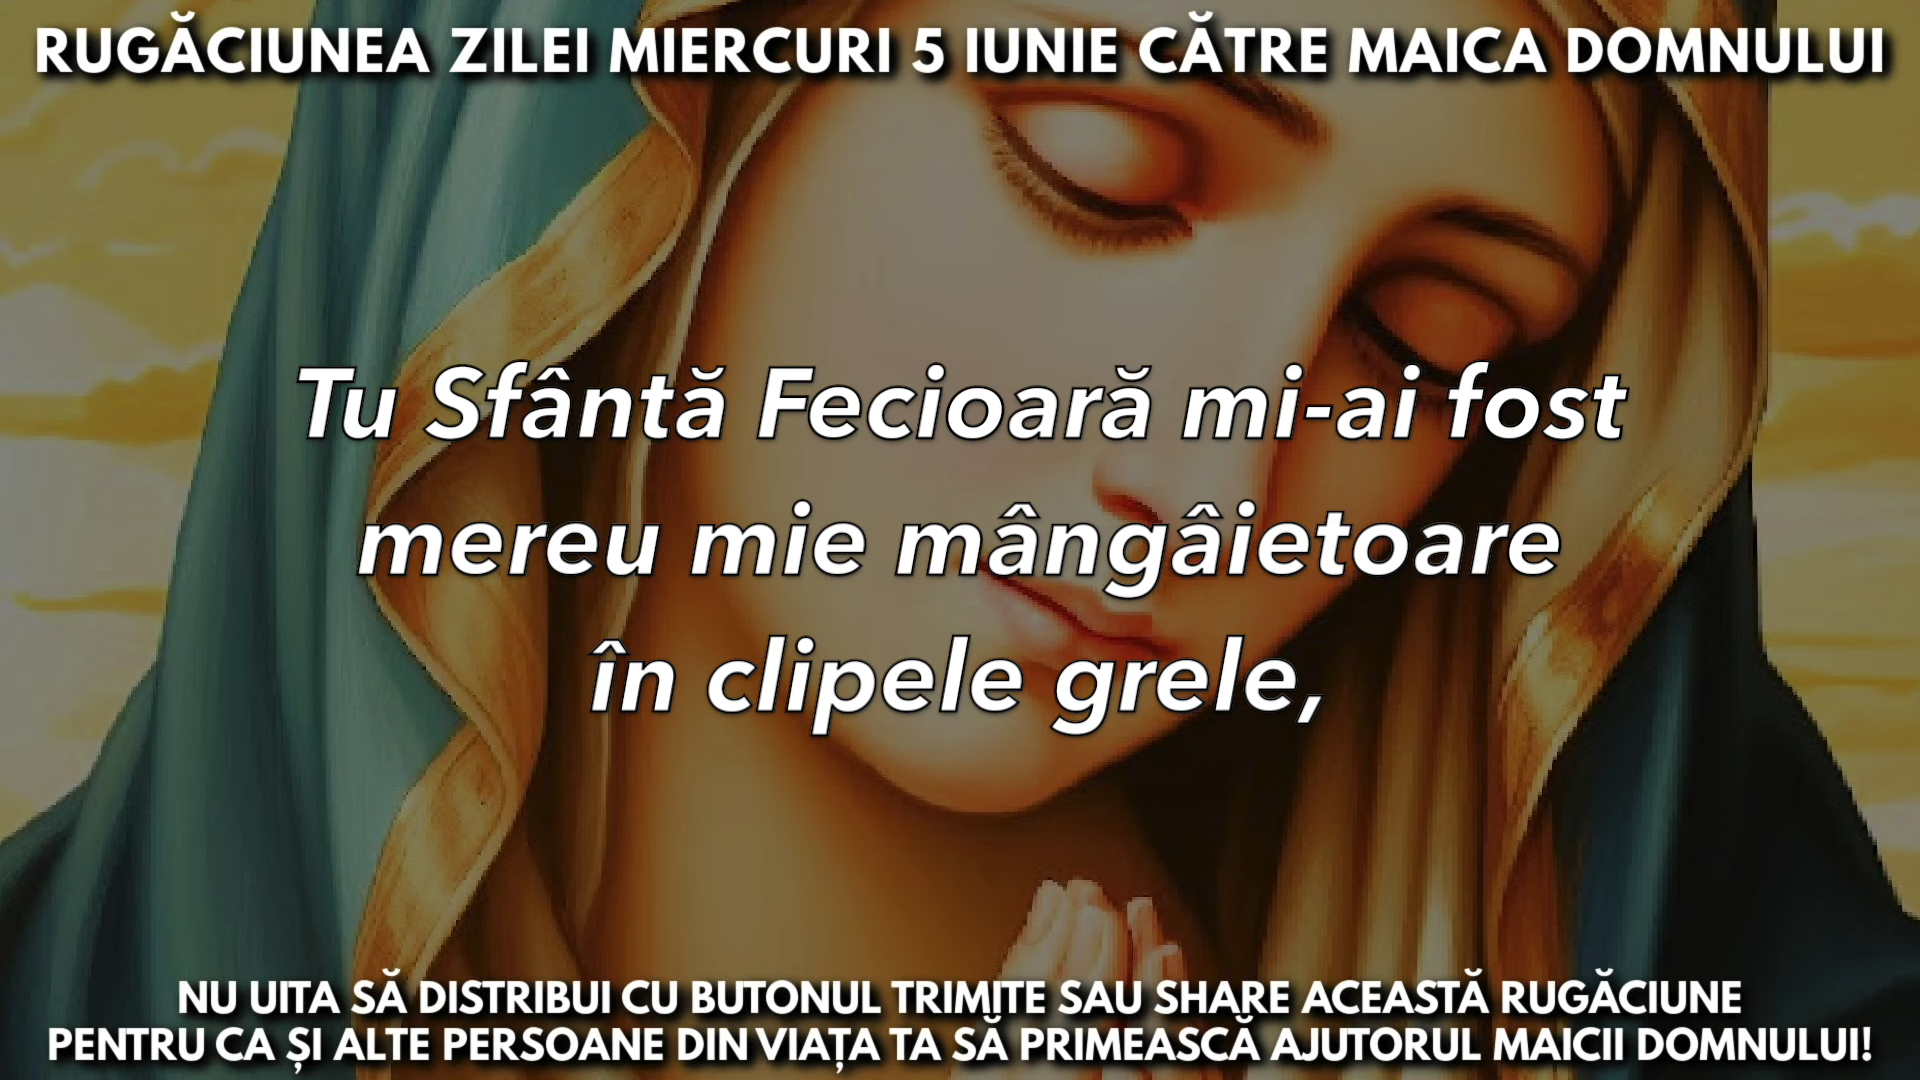 RUGĂCIUNEA ZILEI MIERCURI 5 IUNIE CĂTRE MAICA DOMNULUI
Tu Sfântă Fecioară mi-ai fost
mereu mie mângâietoare
în clipele grele,
NU UITA SĂ DISTRIBUI CU BUTONUL TRIMITE SAU SHARE ACEASTĂ RUGĂCIUNE
PENTRU CA ȘI ALTE PERSOANE DIN VIAȚA TA SĂ PRIMEASCĂ AJUTORUL MAICII DOMNULUI!